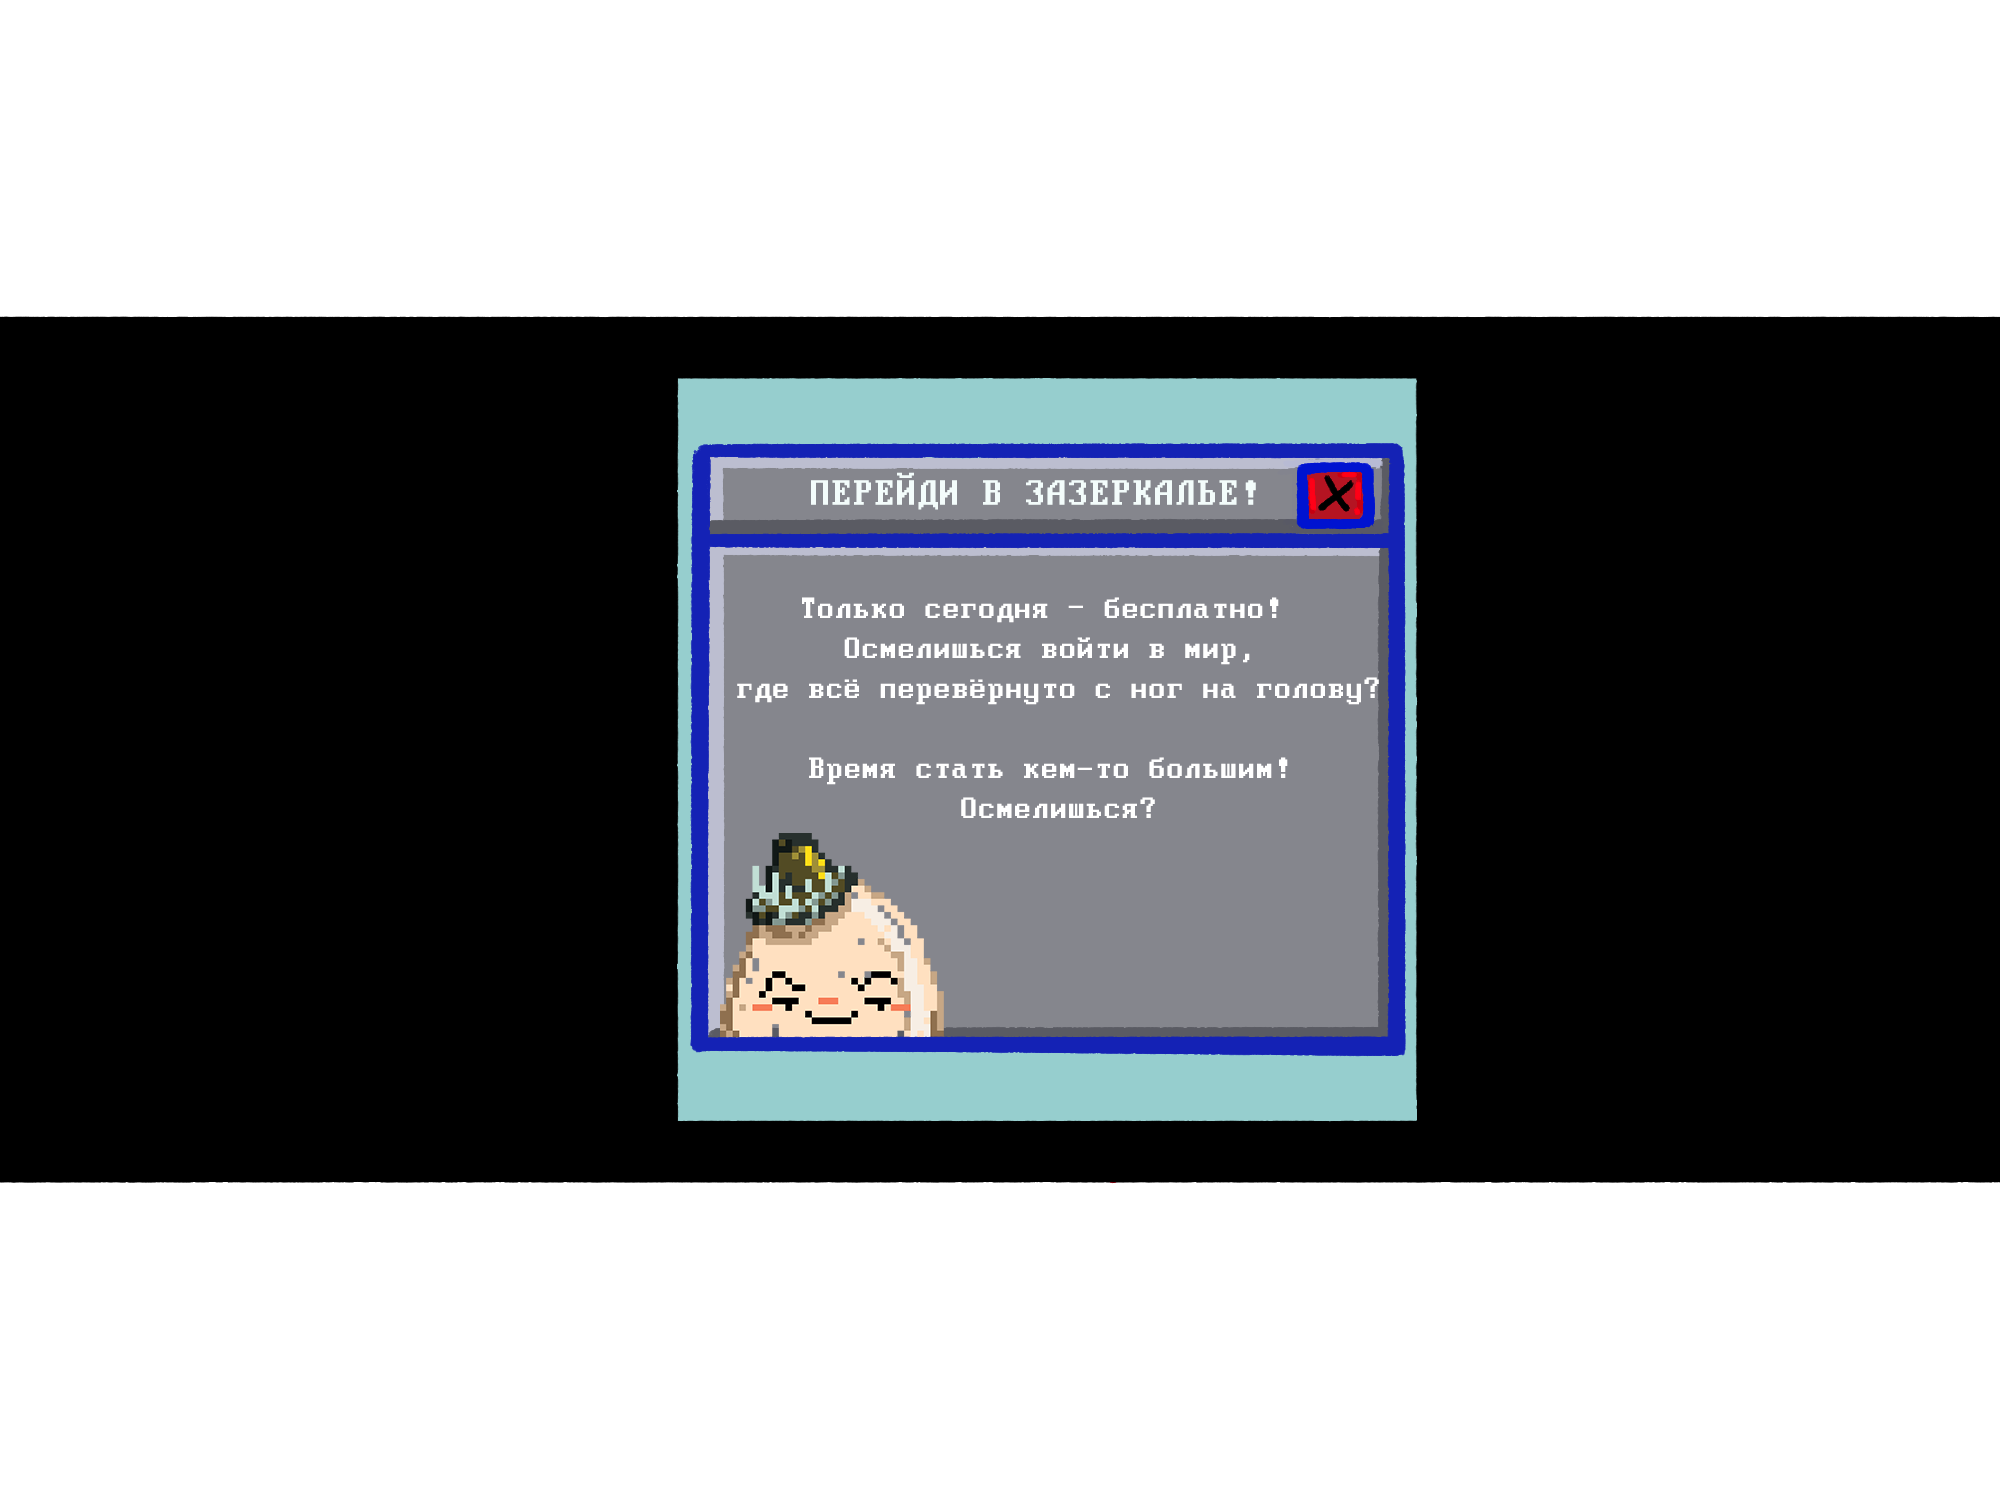 ПЕРЕЙДИ В ЗАЗЕРКАЛЬЕ!
Только сегодня - бесплатно!
Осмелишься войти в мир,
где всё перевёрнуто с ног на голову?
Время стать кем-то большим!
Осмелишься?